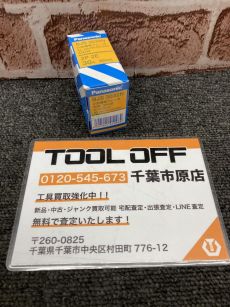 Panasonic
TOOL OFF
0120-545-673 千葉市原店
工具買取強化中！！
新品・中古・ジャンク買取可能 宅配査定・出張査定・LINE査定
無料で査定いたします！
〒260-0825
千葉県千葉市中央区村田町 776-12